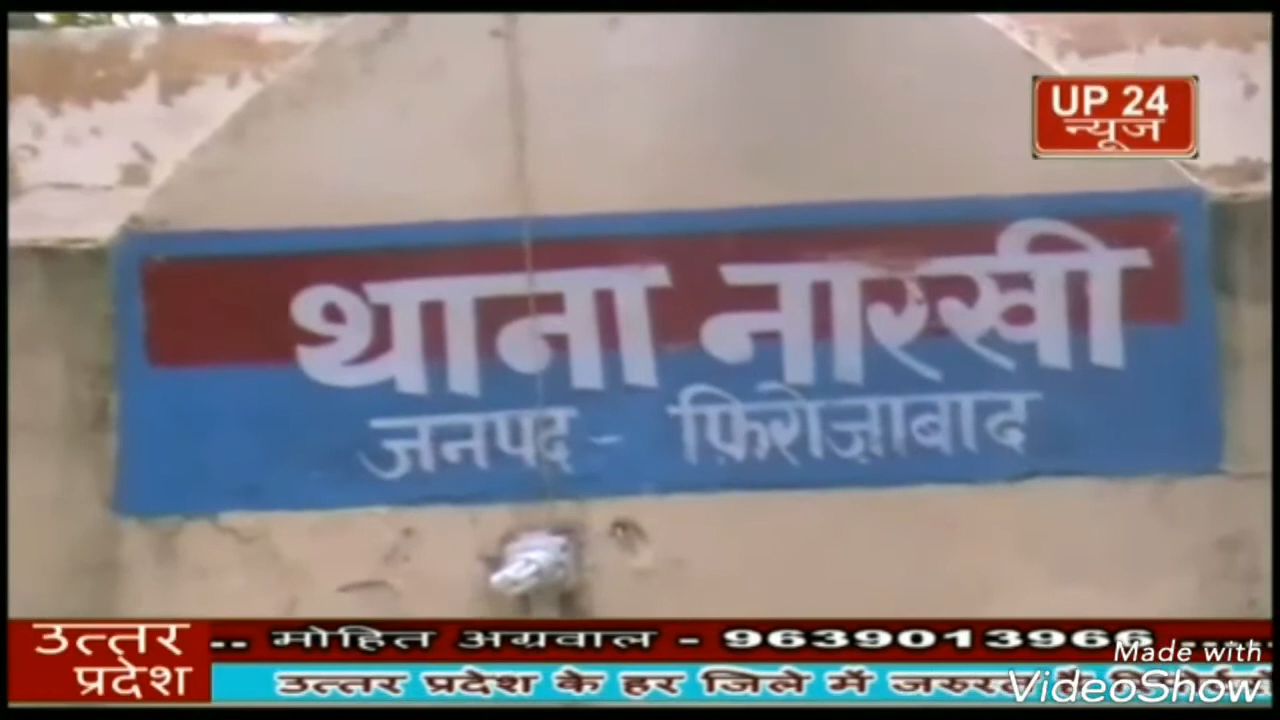 UP 24
न्यूज
थाना नारखी
जनपद - फ़िरोज़ाबाद
उत्तर
प्रदेश
.. मोहित अग्रवाल - 9639013966 ....
उत्तर प्रदेश के हर जिले में
Made with
VideoShow